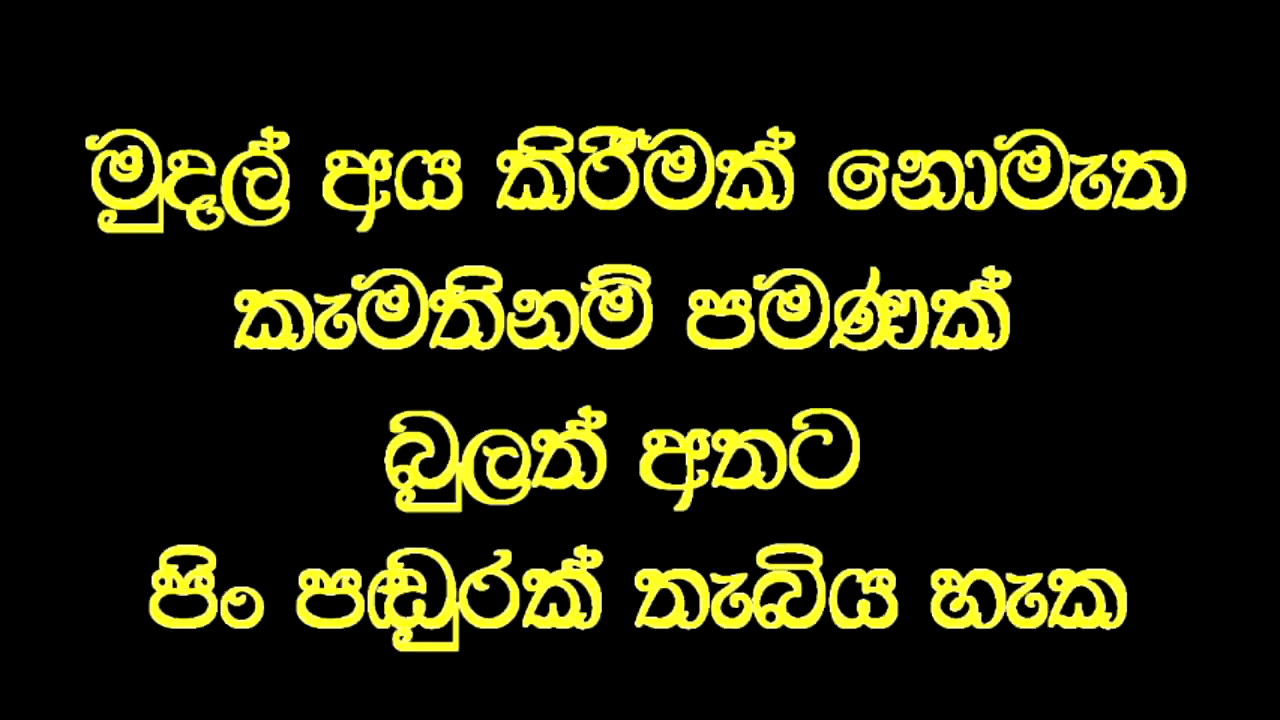 මුදල් අය කිරීමක් නොමැත
කැමතිනම් පමණක්
බුලත් අතට
පිං පඬුරක් තැබිය හැක